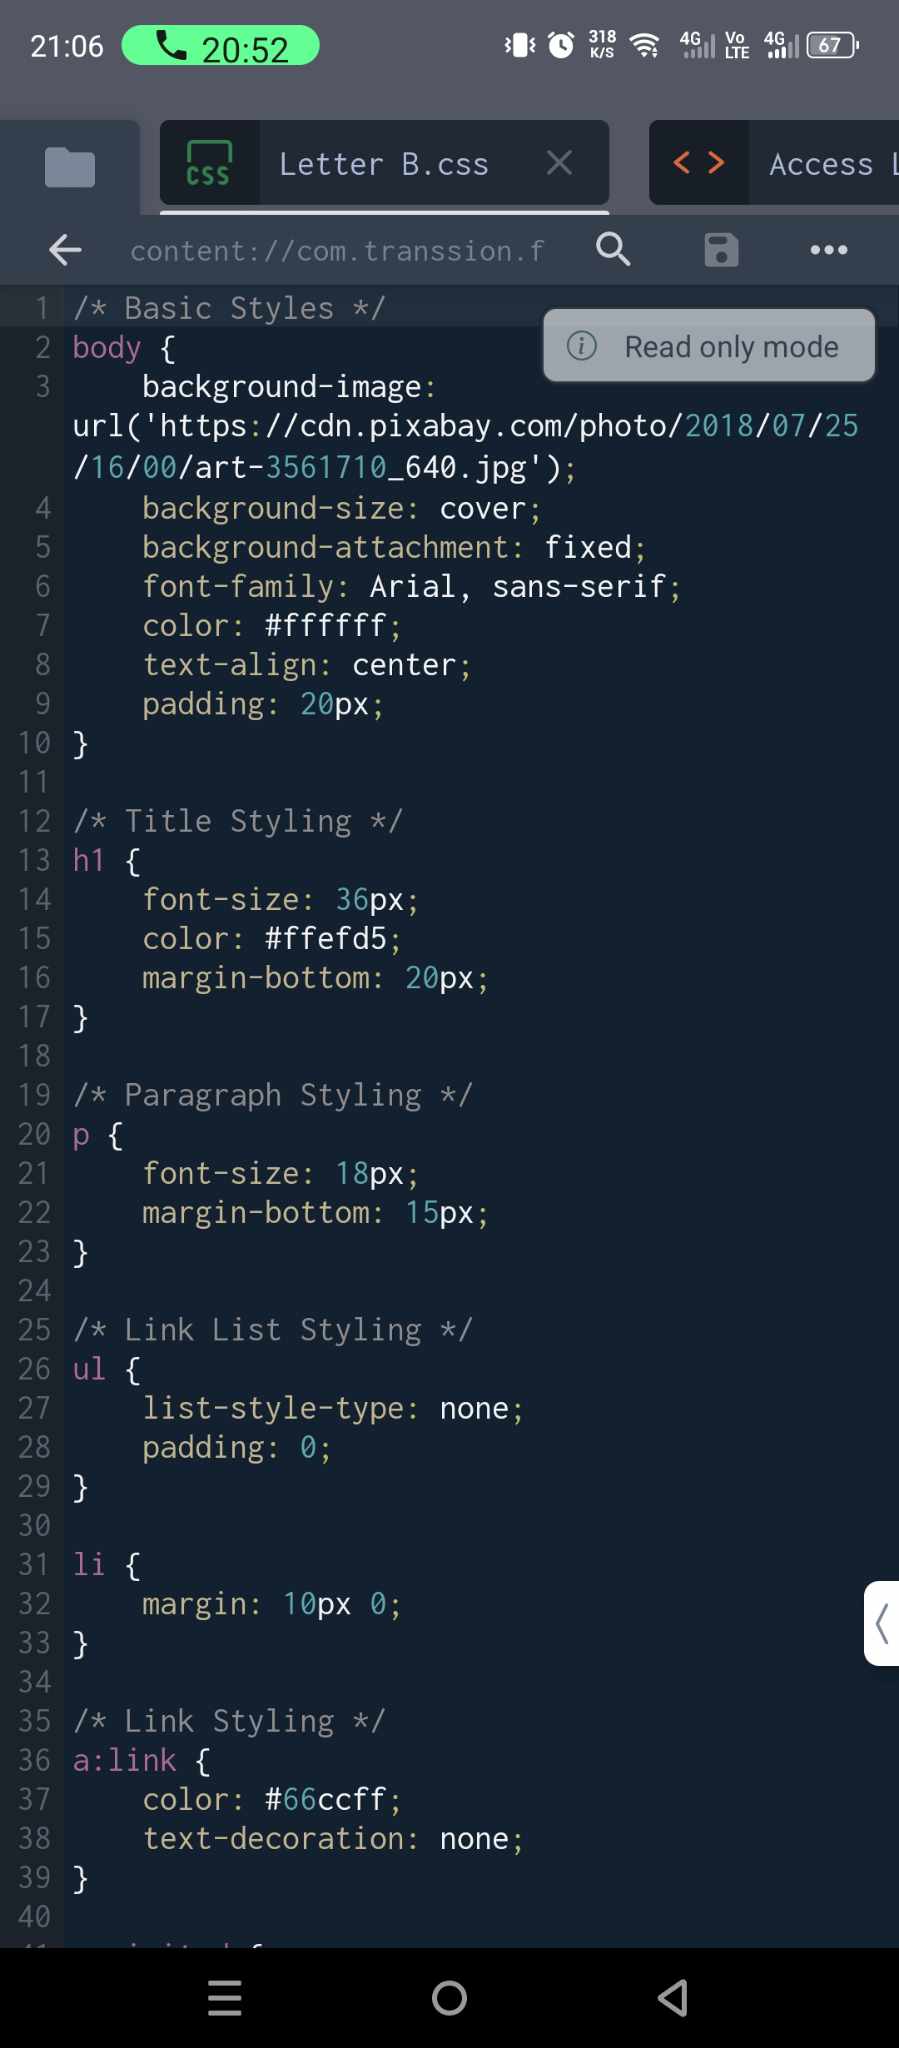 21:06 20:52 318 K/S 4G Vo LTE 4G 67
CSS Letter B.css Access
content://com.transsion.f
Read only mode
1 /* Basic Styles */
2 body {
3 background-image:
url('https://cdn.pixabay.com/photo/2018/07/25
/16/00/art-3561710_640.jpg');
4 background-size: cover;
5 background-attachment: fixed;
6 font-family: Arial, sans-serif;
7 color: #ffffff;
8 text-align: center;
9 padding: 20px;
10 }
11
12 /* Title Styling */
13 h1 {
14 font-size: 36px;
15 color: #ffefd5;
16 margin-bottom: 20px;
17 }
18
19 /* Paragraph Styling */
20 p {
21 font-size: 18px;
22 margin-bottom: 15px;
23 }
24
25 /* Link List Styling */
26 ul {
27 list-style-type: none;
28 padding: 0;
29 }
30
31 li {
32 margin: 10px 0;
33 }
34
35 /* Link Styling */
36 a:link {
37 color: #66ccff;
38 text-decoration: none;
39 }
40